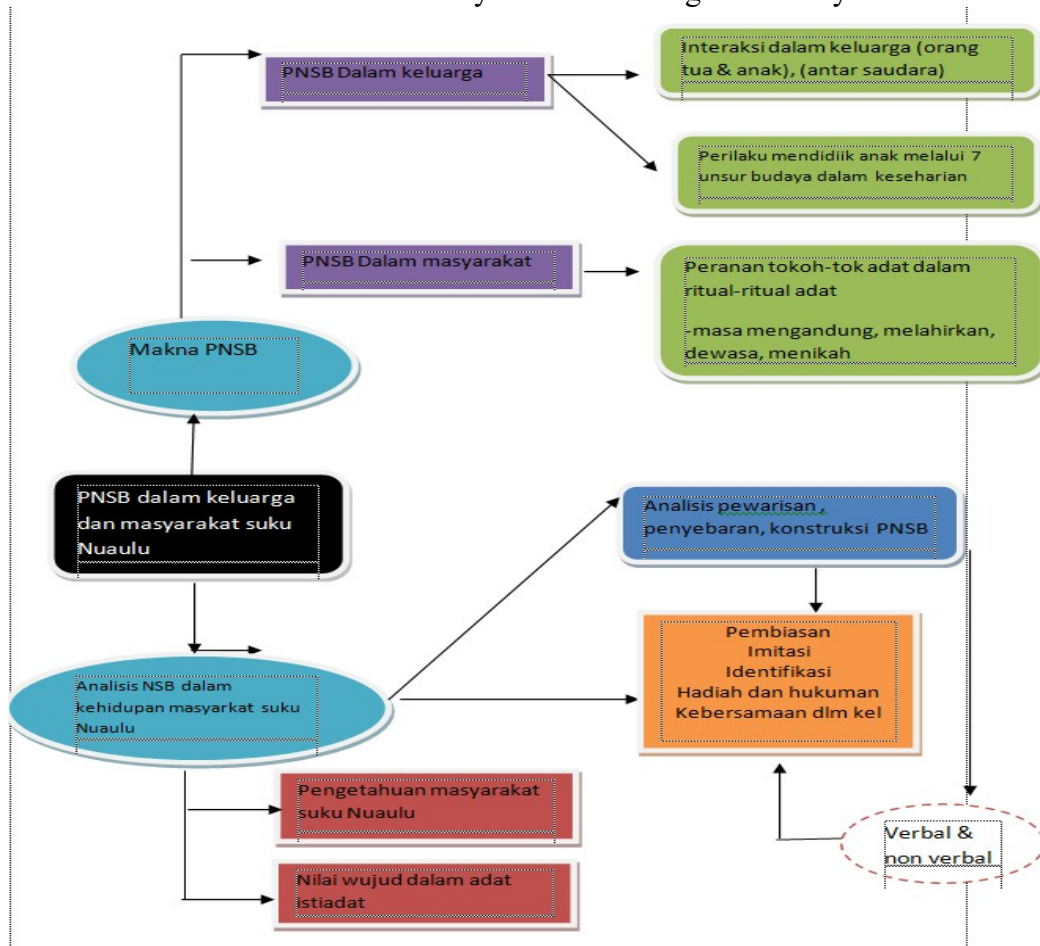 PNSB Dalam keluarga
Interaksi dalam keluarga (orang
tua & anak), (antar saudara)
Perilaku mendidiik anak melalui 7
unsur budaya dalam keseharian
PNSB Dalam masyarakat
Peranan tokoh-tok adat dalam
ritual-ritual adat
-masa mengandung, melahirkan,
dewasa, menikah
Makna PNSB
PNSB dalam keluarga
dan masyarakat suku
Nuaulu
Analisis pewarisan ,
penyebaran, konstruksi PNSB
Pembiasan
Imitasi
Identifikasi
Hadiah dan hukuman
Kebersamaan dlm kel
Analisis NSB dalam
kehidupan masyarkat suku
Nuaulu
Pengetahuan masyarakat
suku Nuaulu
Verbal &
non verbal
Nilai wujud dalam adat
istiadat